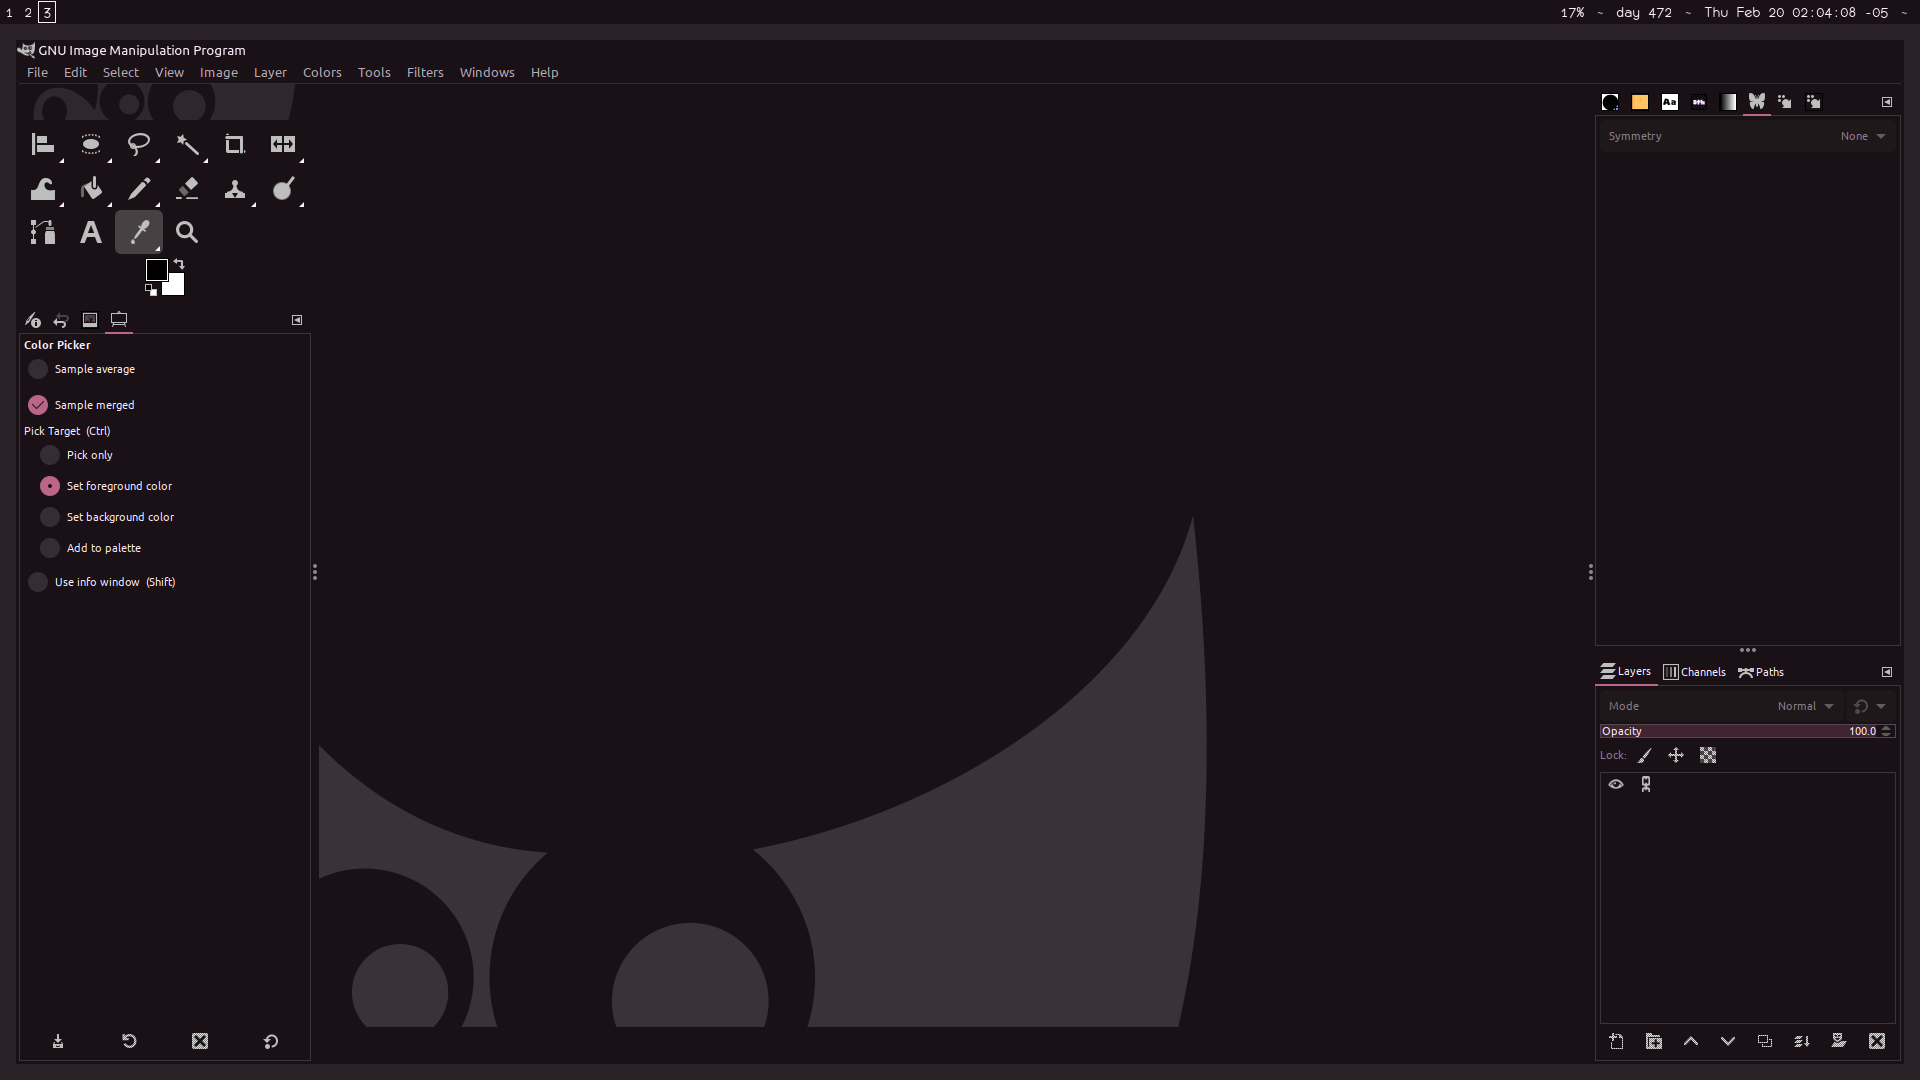 1 2 3
17% ~ day 472 ~ Thu Feb 20 02:04:08 -05 ~
GNU Image Manipulation Program
File Edit Select View Image Layer Colors Tools Filters Windows Help
Aa
Symmetry None
A
Color Picker
Sample average
Sample merged
Pick Target (Ctrl)
Pick only
Set foreground color
Set background color
Add to palette
Use info window (Shift)
Layers Channels Paths
Mode Normal
Opacity 100.0
Lock: